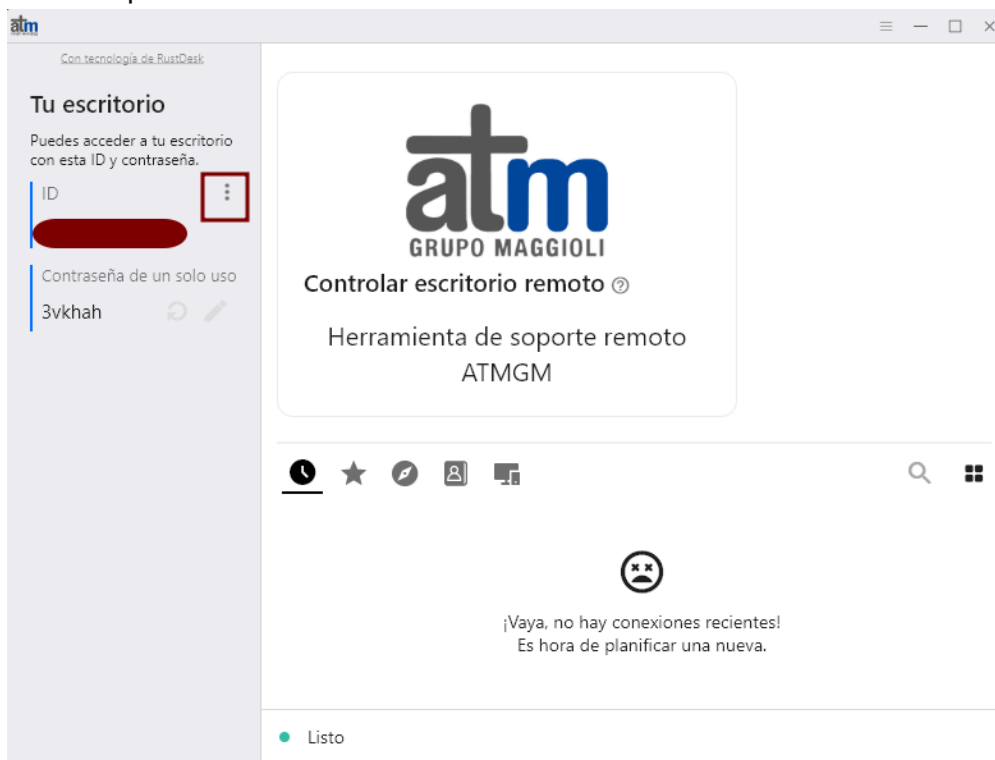 atm
Con tecnología de RustDesk
Tu escritorio
Puedes acceder a tu escritorio
con esta ID y contraseña.
ID
Contraseña de un solo uso
3vkhah
atm
GRUPO MAGGIOLI
Controlar escritorio remoto
Herramienta de soporte remoto
ATMGM
¡Vaya, no hay conexiones recientes!
Es hora de planificar una nueva.
Listo